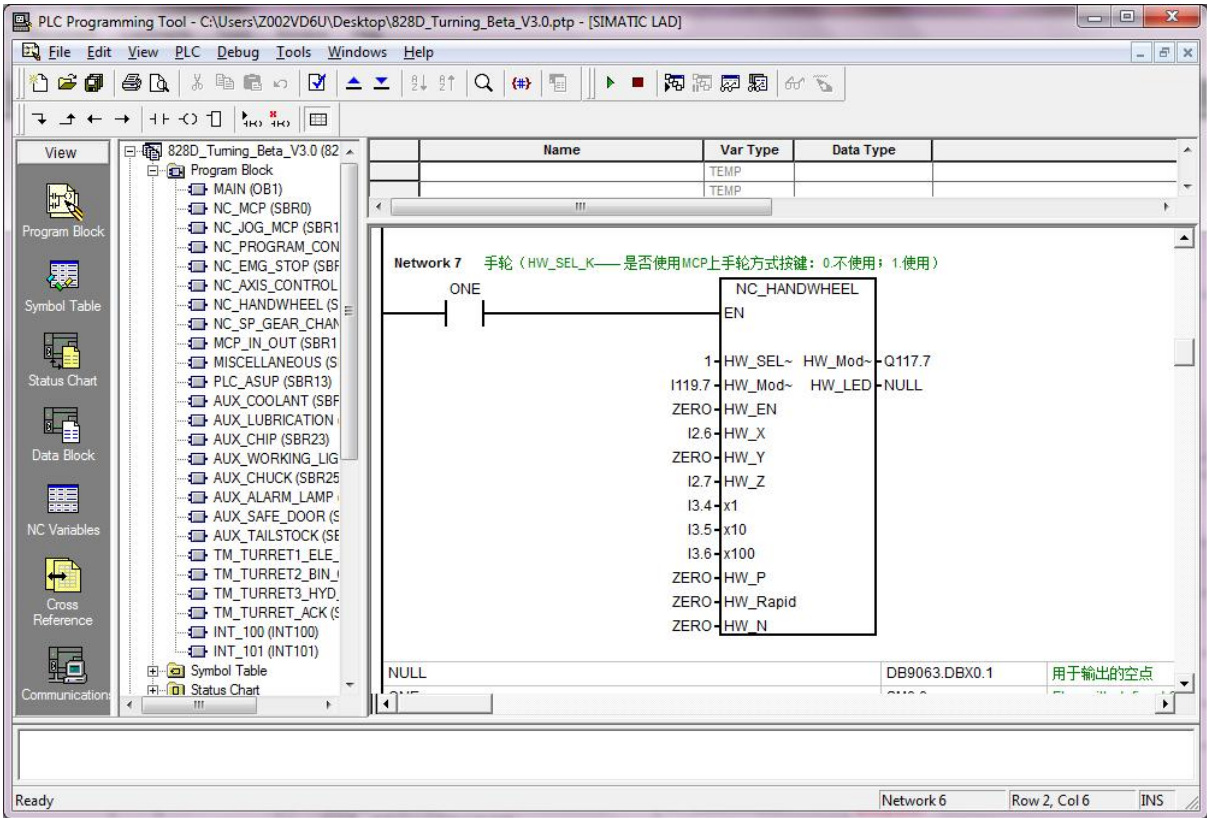 PLC Programming Tool - C:\Users\Z002VD6U\Desktop\828D_Turning_Beta_V3.0.ptp - [SIMATIC LAD]
File Edit View PLC Debug Tools Windows Help
View
Program Block
Symbol Table
Status Chart
Data Block
NC Variables
Cross
Reference
Communication
828D_Turning_Beta_V3.0 (82
Program Block
MAIN (OB1)
NC_MCP (SBR0)
NC_JOG_MCP (SBR1
NC_PROGRAM_CON
NC_EMG_STOP (SBF
NC_AXIS_CONTROL
NC_HANDWHEEL (S
NC_SP_GEAR_CHAN
MCP_IN_OUT (SBR1
MISCELLANEOUS (S
PLC_ASUP (SBR13)
AUX_COOLANT (SBF
AUX_LUBRICATION
AUX_CHIP (SBR23)
AUX_WORKING_LIG
AUX_CHUCK (SBR25
AUX_ALARM_LAMP
AUX_SAFE_DOOR (S
AUX_TAILSTOCK (SE
TM_TURRET1_ELE_
TM_TURRET2_BIN_
TM_TURRET3_HYD_
TM_TURRET_ACK (S
INT_100 (INT100)
INT_101 (INT101)
Symbol Table
Status Chart
Name Var Type Data Type
TEMP
TEMP
Network 7 手轮（HW_SEL_K——是否使用MCP上手轮方式按键：0.不使用；1.使用）
ONE NC_HANDWHEEL
EN
1 HW_SEL~ HW_Mod~ Q117.7
I119.7 HW_Mod~ HW_LED NULL
ZERO HW_EN
I2.6 HW_X
ZERO HW_Y
I2.7 HW_Z
I3.4 x1
I3.5 x10
I3.6 x100
ZERO HW_P
ZERO HW_Rapid
ZERO HW_N
NULL DB9063.DBX0.1 用于输出的空点
Ready Network 6 Row 2, Col 6 INS